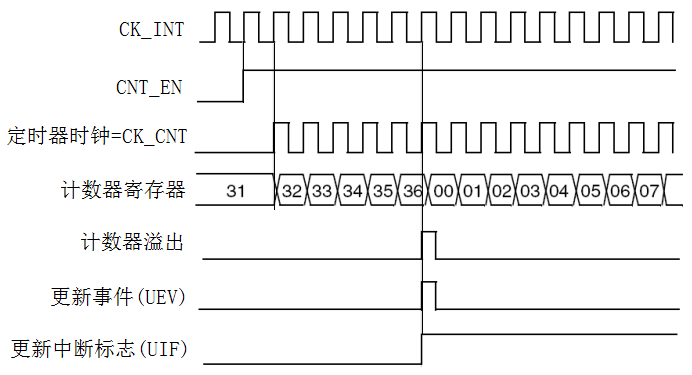 CK_INT
CNT_EN
定时器时钟=CK_CNT
计数器寄存器 31 32 33 34 35 36 00 01 02 03 04 05 06 07
计数器溢出
更新事件(UEV)
更新中断标志(UIF)